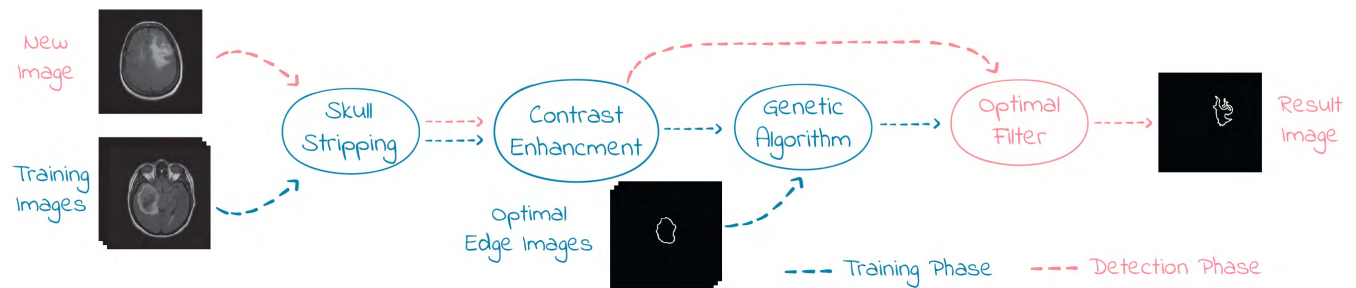 New
Image
Training
Images
Skull
Stripping
Contrast
Enhancment
Genetic
Algorithm
Optimal
Filter
Result
Image
Optimal
Edge Images
Training Phase
Detection Phase